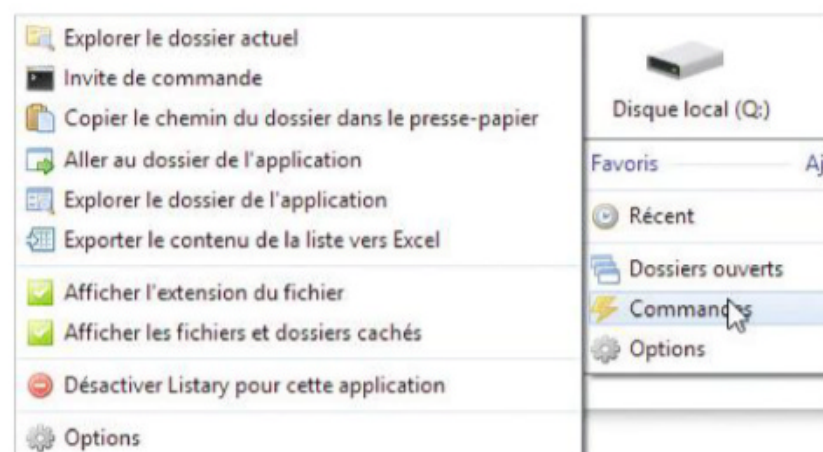 Explorer le dossier actuel
Invite de commande
Copier le chemin du dossier dans le presse-papier
Aller au dossier de l'application
Explorer le dossier de l'application
Exporter le contenu de la liste vers Excel
Afficher l'extension du fichier
Afficher les fichiers et dossiers cachés
Désactiver Listary pour cette application
Options
Disque local (Q:)
Favoris Aj
Récent
Dossiers ouverts
Commandes
Options